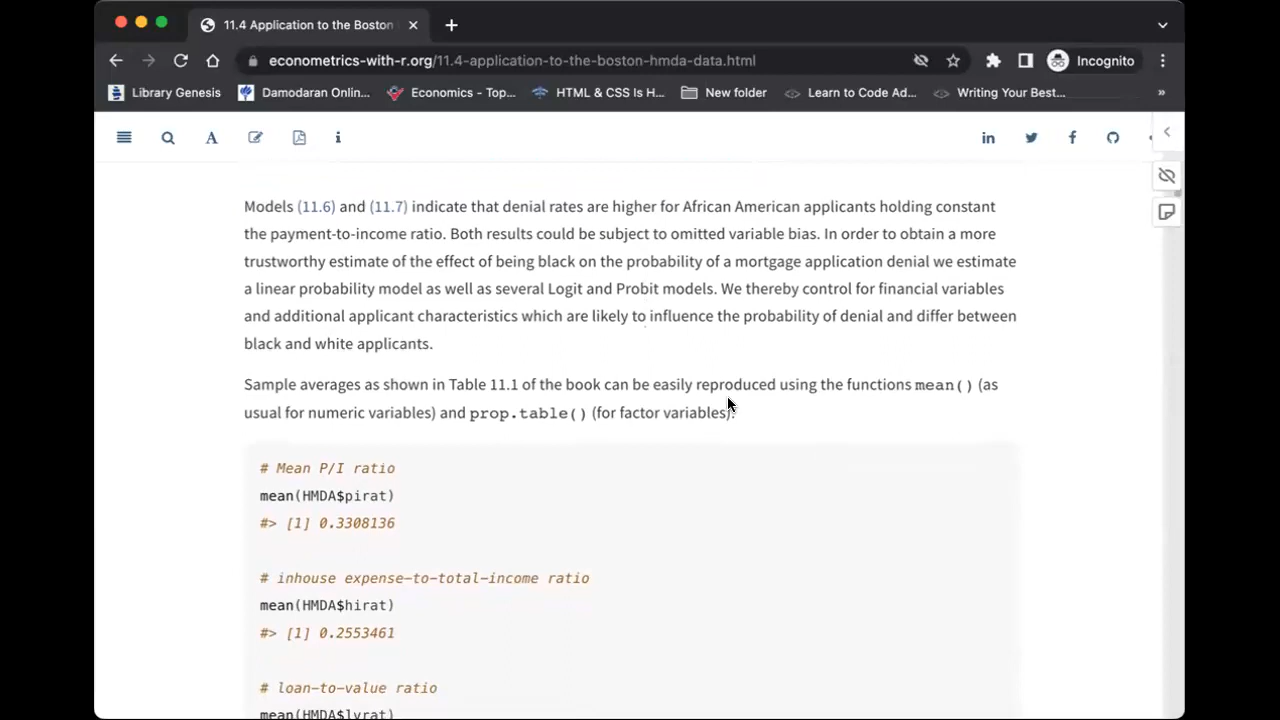 11.4 Application to the Boston
econometrics-with-r.org/11.4-application-to-the-boston-hmda-data.html
Incognito
Library Genesis
Damodaran Onlin...
Economics - Top...
HTML & CSS Is H...
New folder
Learn to Code Ad...
Writing Your Best...
»
Models (11.6) and (11.7) indicate that denial rates are higher for African American applicants holding constant
the payment-to-income ratio. Both results could be subject to omitted variable bias. In order to obtain a more
trustworthy estimate of the effect of being black on the probability of a mortgage application denial we estimate
a linear probability model as well as several Logit and Probit models. We thereby control for financial variables
and additional applicant characteristics which are likely to influence the probability of denial and differ between
black and white applicants.
Sample averages as shown in Table 11.1 of the book can be easily reproduced using the functions mean() (as
usual for numeric variables) and prop.table() (for factor variables).
# Mean P/I ratio
mean(HMDA$pirat)
#> [1] 0.3308136
# inhouse expense-to-total-income ratio
mean(HMDA$hirat)
#> [1] 0.2553461
# loan-to-value ratio
mean(HMDA$lvrat)